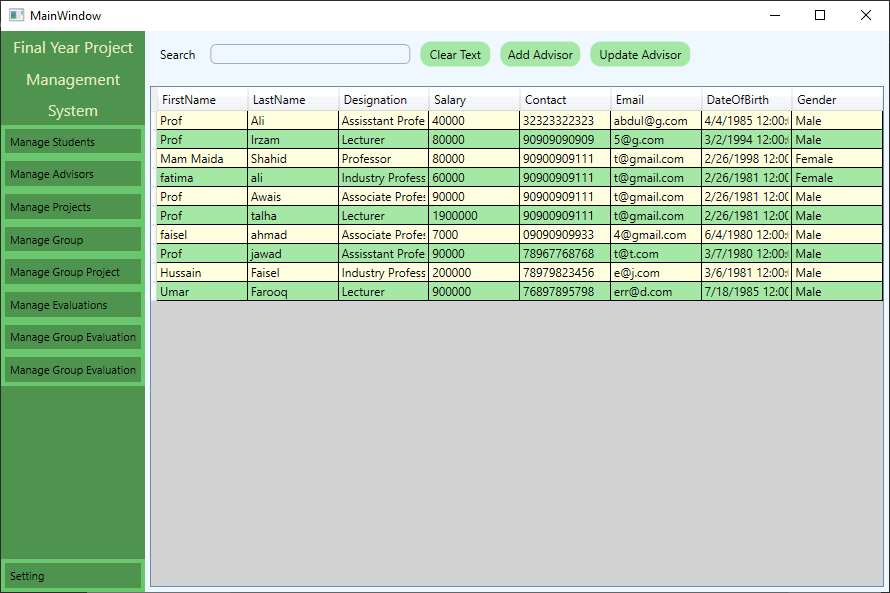 MainWindow
Final Year Project
Management
System
Manage Students
Manage Advisors
Manage Projects
Manage Group
Manage Group Project
Manage Evaluations
Manage Group Evaluation
Manage Group Evaluation
Setting
Search Clear Text Add Advisor Update Advisor
FirstName LastName Designation Salary Contact Email DateOfBirth Gender
Prof Ali Assisstant Profe 40000 32323322323 abdul@g.com 4/4/1985 12:00: Male
Prof Irzam Lecturer 80000 90909090909 5@g.com 3/2/1994 12:00: Male
Mam Maida Shahid Professor 80000 90900909111 t@gmail.com 2/26/1998 12:00 Female
fatima ali Industry Profess 60000 90900909111 t@gmail.com 2/26/1981 12:00 Female
Prof Awais Associate Profes 90000 90900909111 t@gmail.com 2/26/1981 12:00 Male
Prof talha Lecturer 1900000 90900909111 t@gmail.com 2/26/1981 12:00 Male
faisel ahmad Associate Profes 7000 09090909933 4@gmail.com 6/4/1980 12:00: Male
Prof jawad Assisstant Profe 90000 78967768768 t@t.com 3/7/1980 12:00: Male
Hussain Faisel Industry Profess 200000 78979823456 e@j.com 3/6/1981 12:00: Male
Umar Farooq Lecturer 900000 76897895798 err@d.com 7/18/1985 12:00 Male